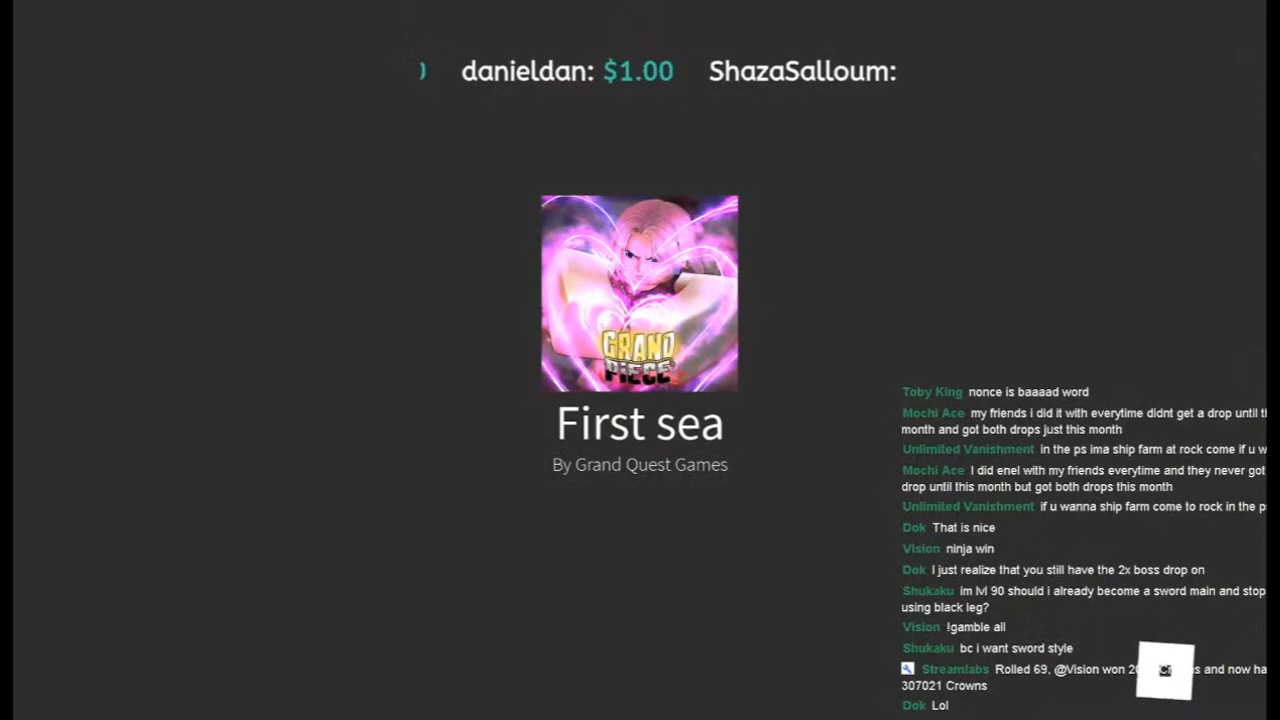 danieldan: $1.00 ShazaSalloum:
GRAND
PIECE
First sea
By Grand Quest Games
Toby King nonce is baaaad word
Mochi Ace my friends i did it with everytime didnt get a drop until
month and got both drops just this month
Unlimited Vanishment in the ps ima ship farm at rock come if u w
Mochi Ace I did enel with my friends everytime and they never got
drop until this month but got both drops this month
Unlimited Vanishment if u wanna ship farm come to rock in the p
Dok That is nice
Vision ninja win
Dok I just realize that you still have the 2x boss drop on
Shukaku im lvl 90 should i already become a sword main and stop
using black leg?
Vision !gamble all
Shukaku bc i want sword style
Streamlabs Rolled 69, @Vision won and now ha
307021 Crowns
Dok Lol